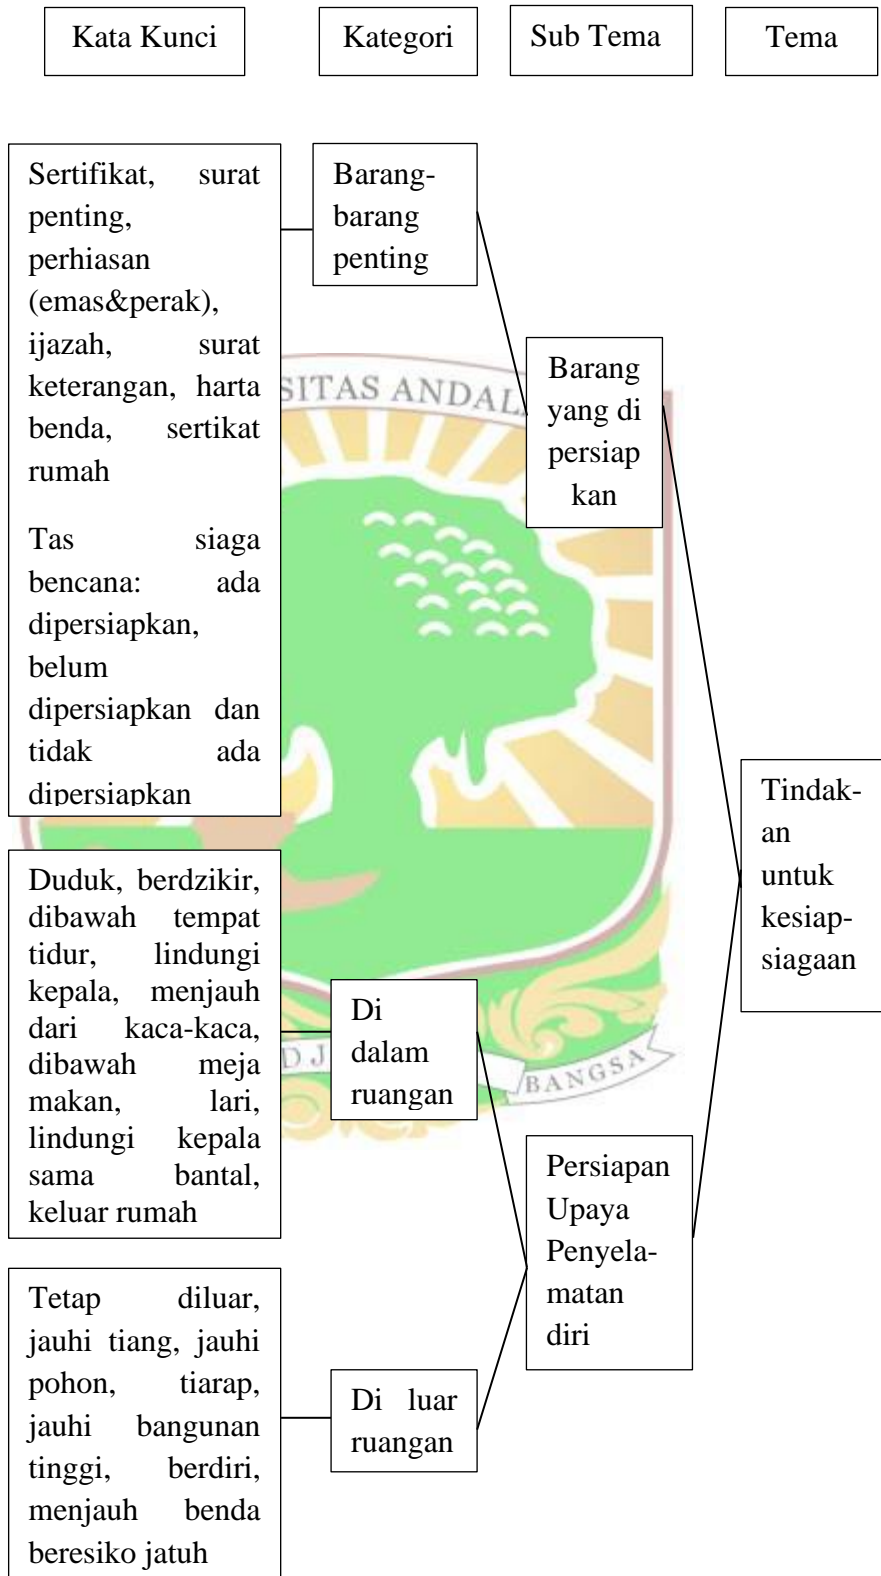 Kata Kunci
Kategori
Sub Tema
Tema
Sertifikat, surat
penting,
perhiasan
(emas&perak),
ijazah, surat
keterangan, harta
benda, sertikat
rumah
Tas siaga
bencana: ada
dipersiapkan,
belum
dipersiapkan dan
tidak ada
dipersiapkan
Barang-
barang
penting
Barang
yang di
persiap
kan
SITAS ANDAL
Tindak-
an
untuk
kesiap-
siagaan
Duduk, berdzikir,
dibawah tempat
tidur, lindungi
kepala, menjauh
dari kaca-kaca,
dibawah meja
makan, lari,
lindungi kepala
sama bantal,
keluar rumah
Di
dalam
ruangan
DJ
BANGSA
Persiapan
Upaya
Penyela-
matan
diri
Tetap diluar,
jauhi tiang, jauhi
pohon, tiarap,
jauhi bangunan
tinggi, berdiri,
menjauh benda
beresiko jatuh
Di luar
ruangan